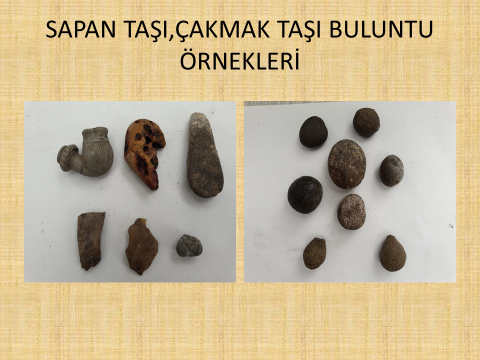 SAPAN TAŞI,ÇAKMAK TAŞI BULUNTU
ÖRNEKLERİ